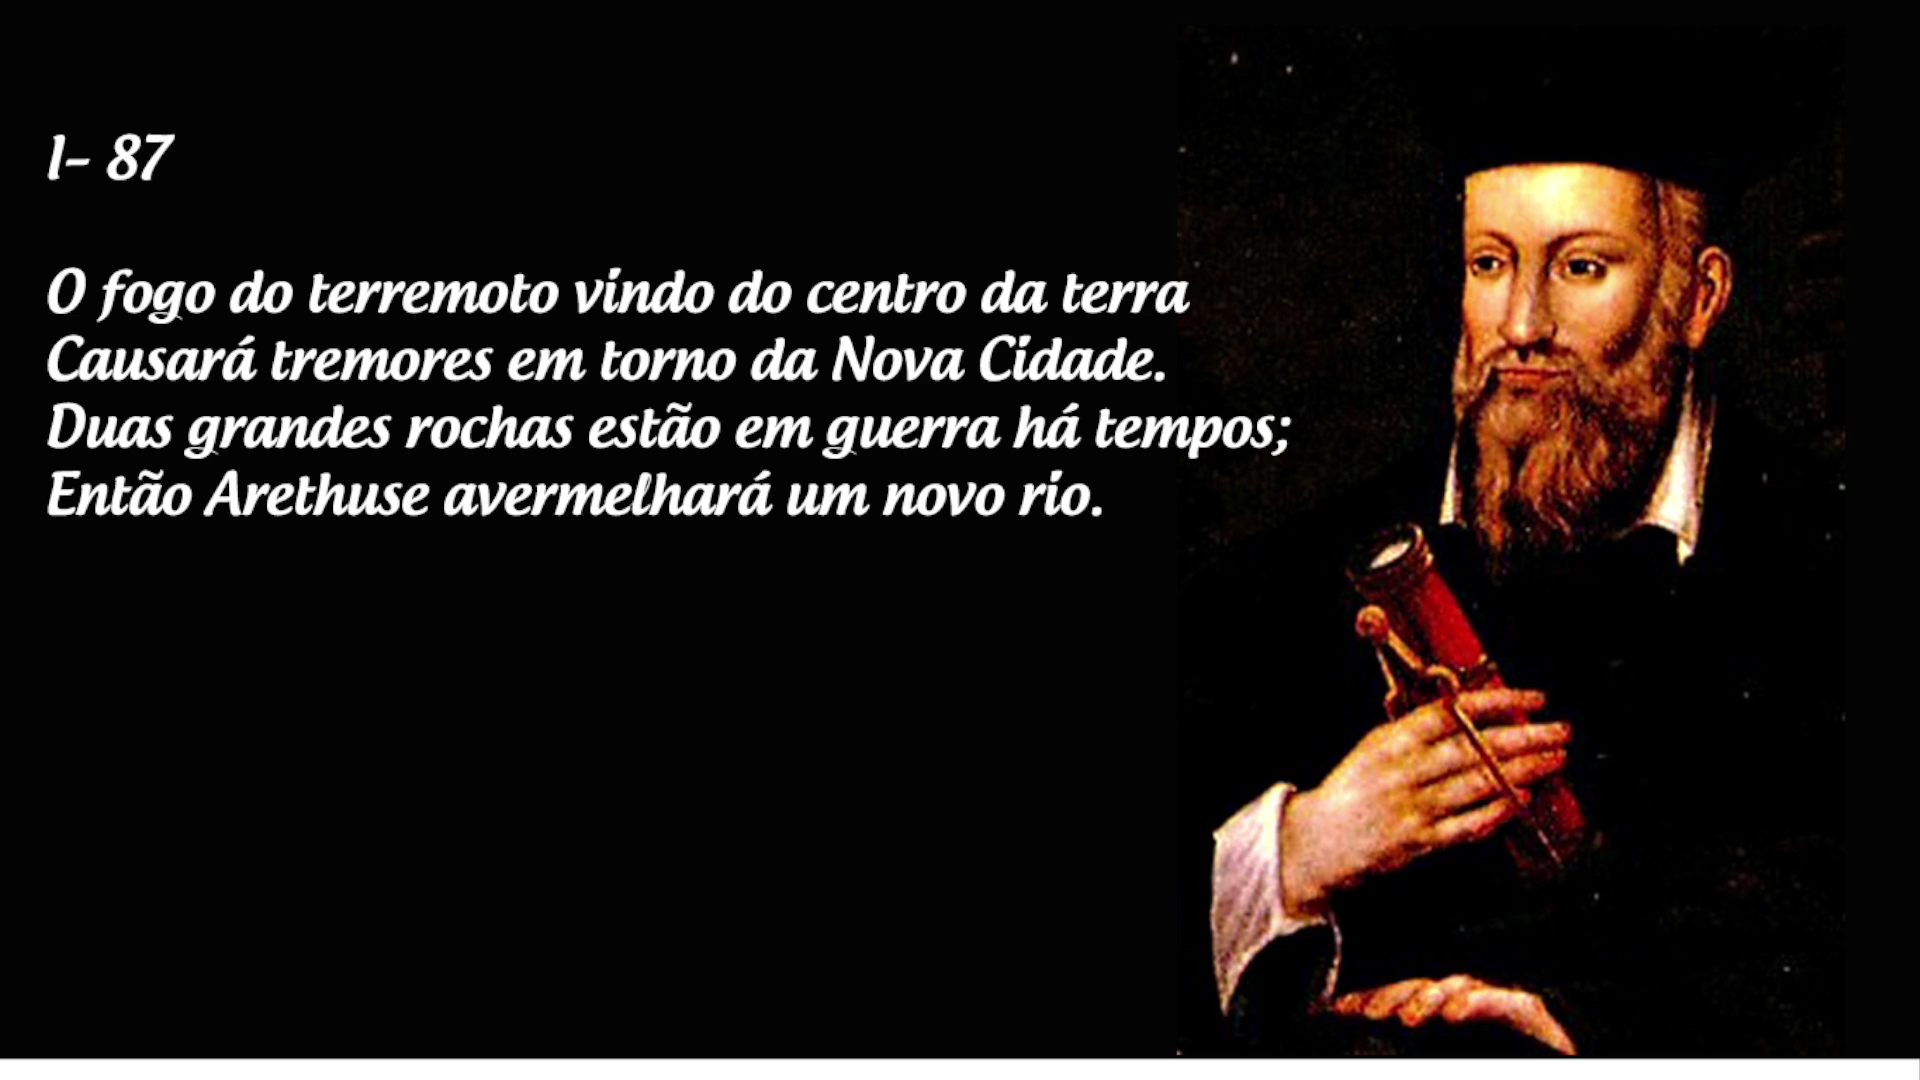 I- 87
O fogo do terremoto vindo do centro da terra
Causará tremores em torno da Nova Cidade.
Duas grandes rochas estão em guerra há tempos;
Então Arethuse avermelhará um novo rio.